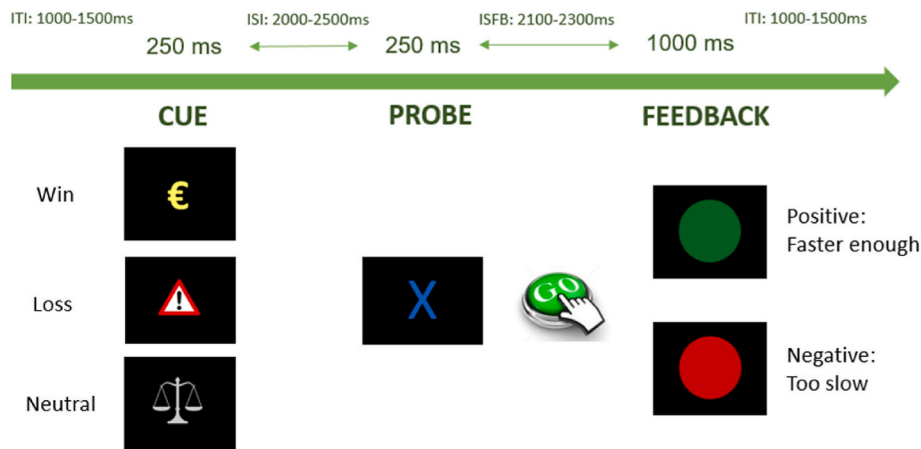 ITI: 1000-1500ms ISI: 2000-2500ms ISFB: 2100-2300ms ITI: 1000-1500ms
250 ms 250 ms 1000 ms
CUE PROBE FEEDBACK
Win €
Positive:
Faster enough
Loss ! X GO
Negative:
Too slow
Neutral